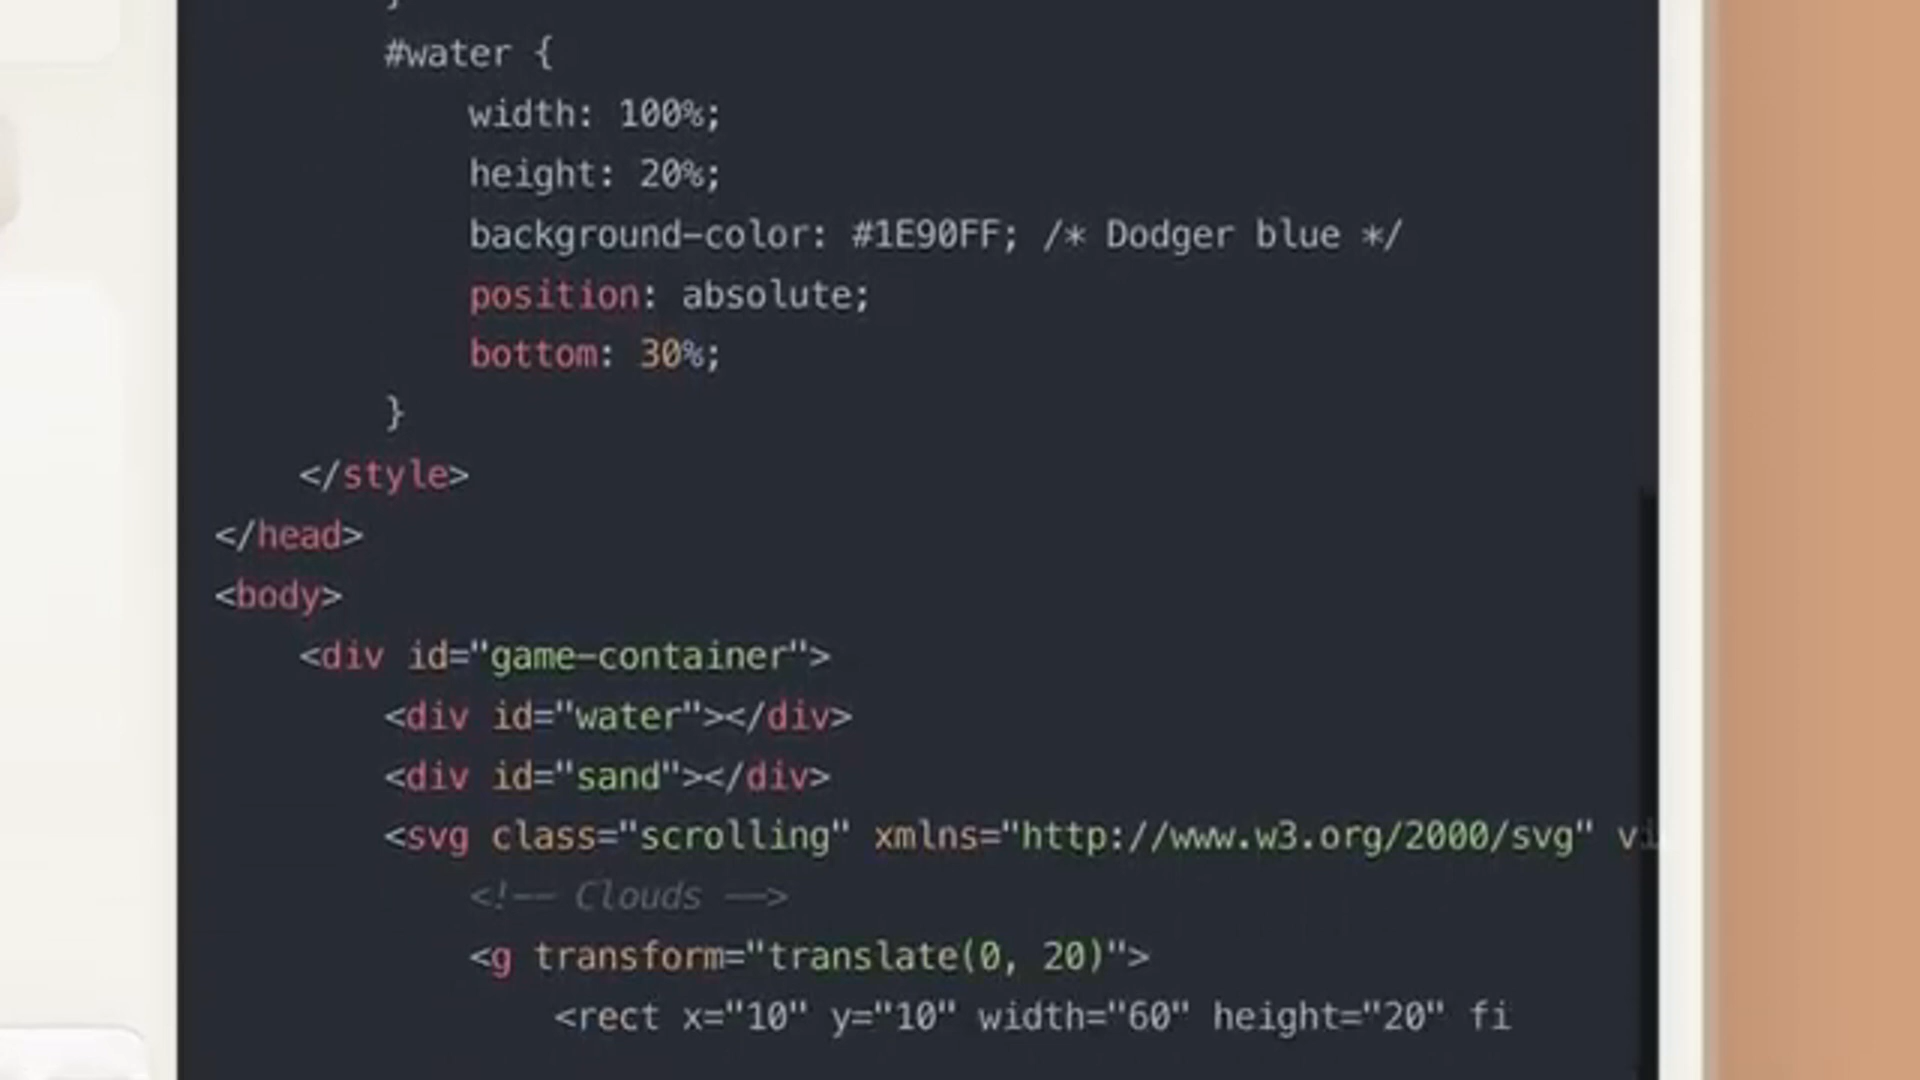 }
#water {
width: 100%;
height: 20%;
background-color: #1E90FF; /* Dodger blue */
position: absolute;
bottom: 30%;
}
</style>
</head>
<body>
<div id="game-container">
<div id="water"></div>
<div id="sand"></div>
<svg class="scrolling" xmlns="http://www.w3.org/2000/svg" vi
<!-- Clouds -->
<g transform="translate(0, 20)">
<rect x="10" y="10" width="60" height="20" fi